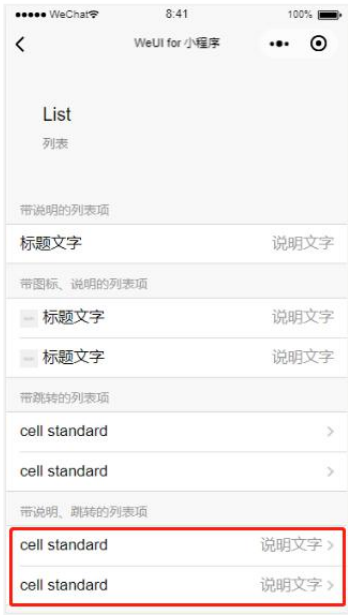 WeChat
8:41
100%
WeUI for 小程序
List
列表
带说明的列表项
标题文字 说明文字
带图标、说明的列表项
标题文字 说明文字
标题文字 说明文字
带跳转的列表项
cell standard
cell standard
带说明、跳转的列表项
cell standard 说明文字
cell standard 说明文字